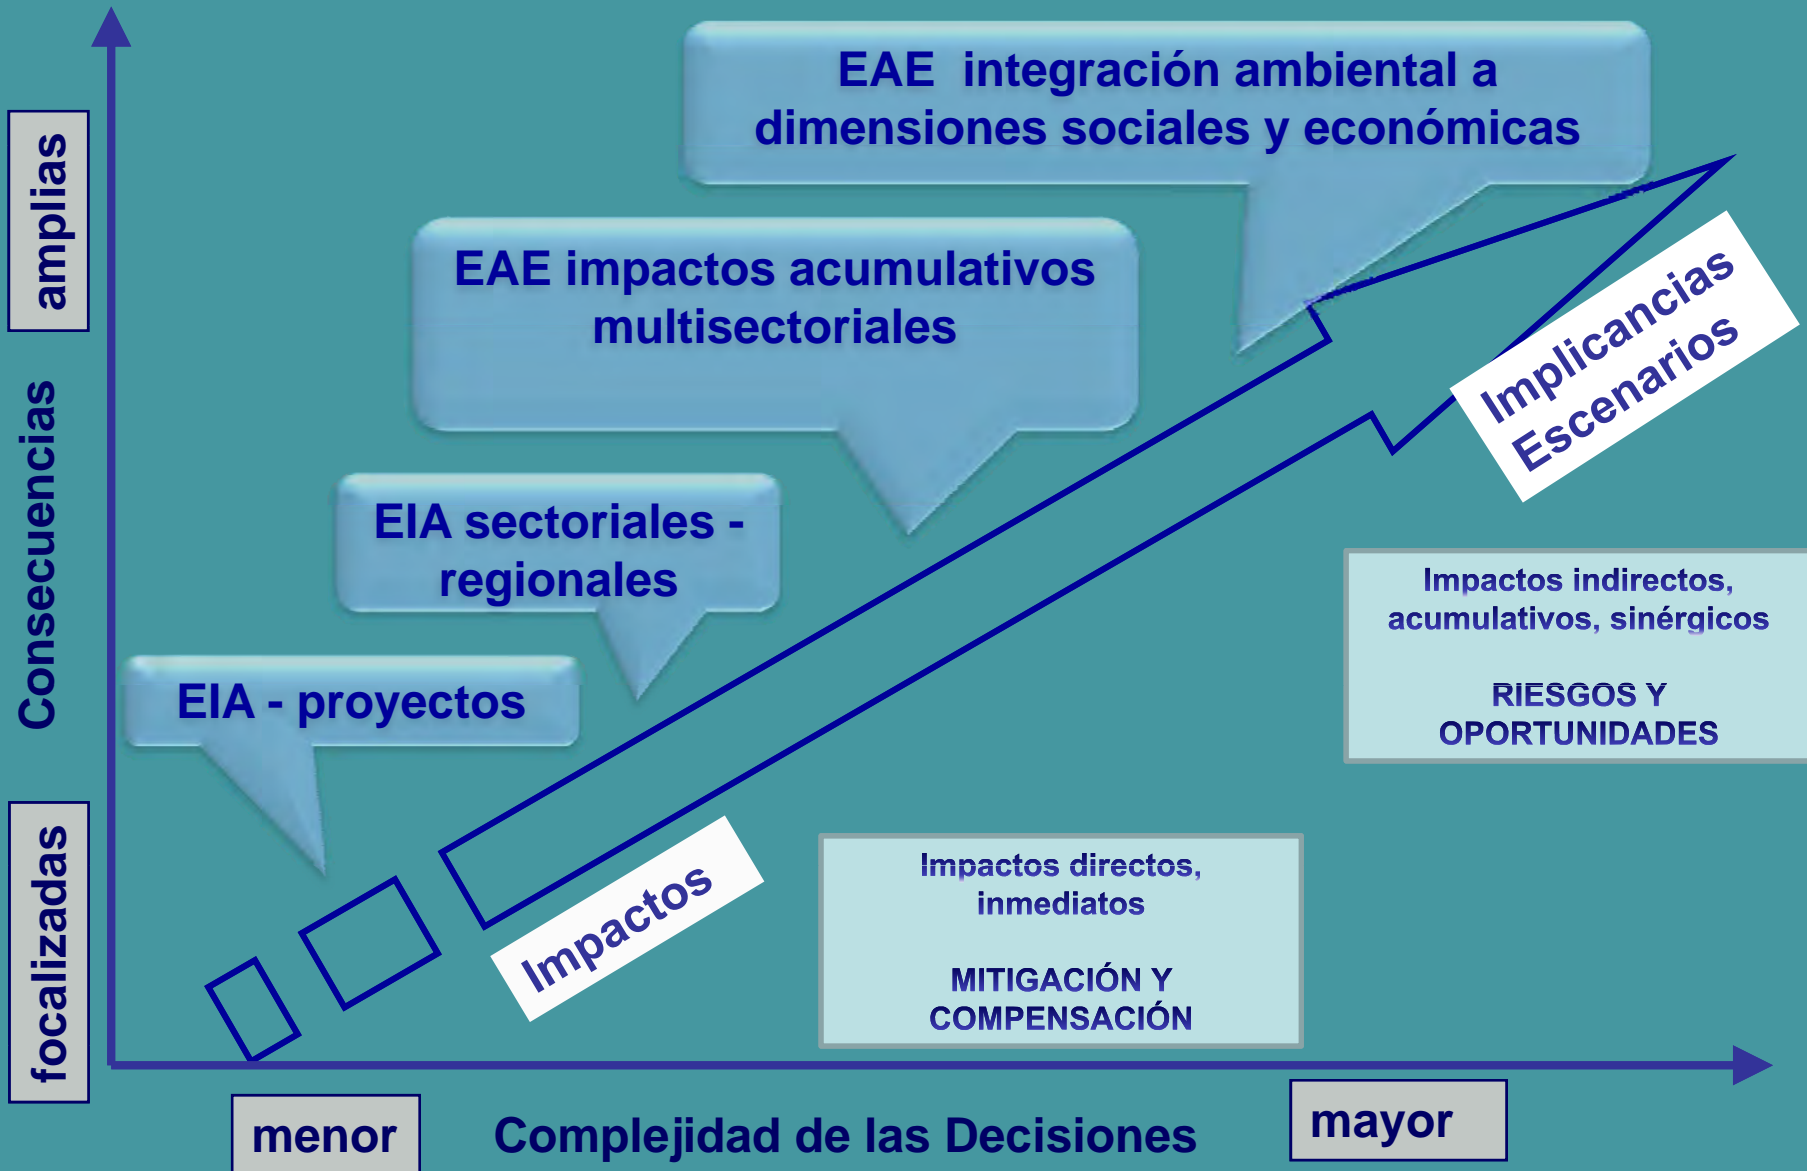 EAE integración ambiental a
dimensiones sociales y económicas
amplias
EAE impactos acumulativos
multisectoriales
Implicancias
Escenarios
Consecuencias
EIA sectoriales -
regionales
Impactos indirectos,
acumulativos, sinérgicos
RIESGOS Y
OPORTUNIDADES
EIA - proyectos
focalizadas
Impactos
Impactos directos,
inmediatos
MITIGACIÓN Y
COMPENSACIÓN
menor
Complejidad de las Decisiones
mayor